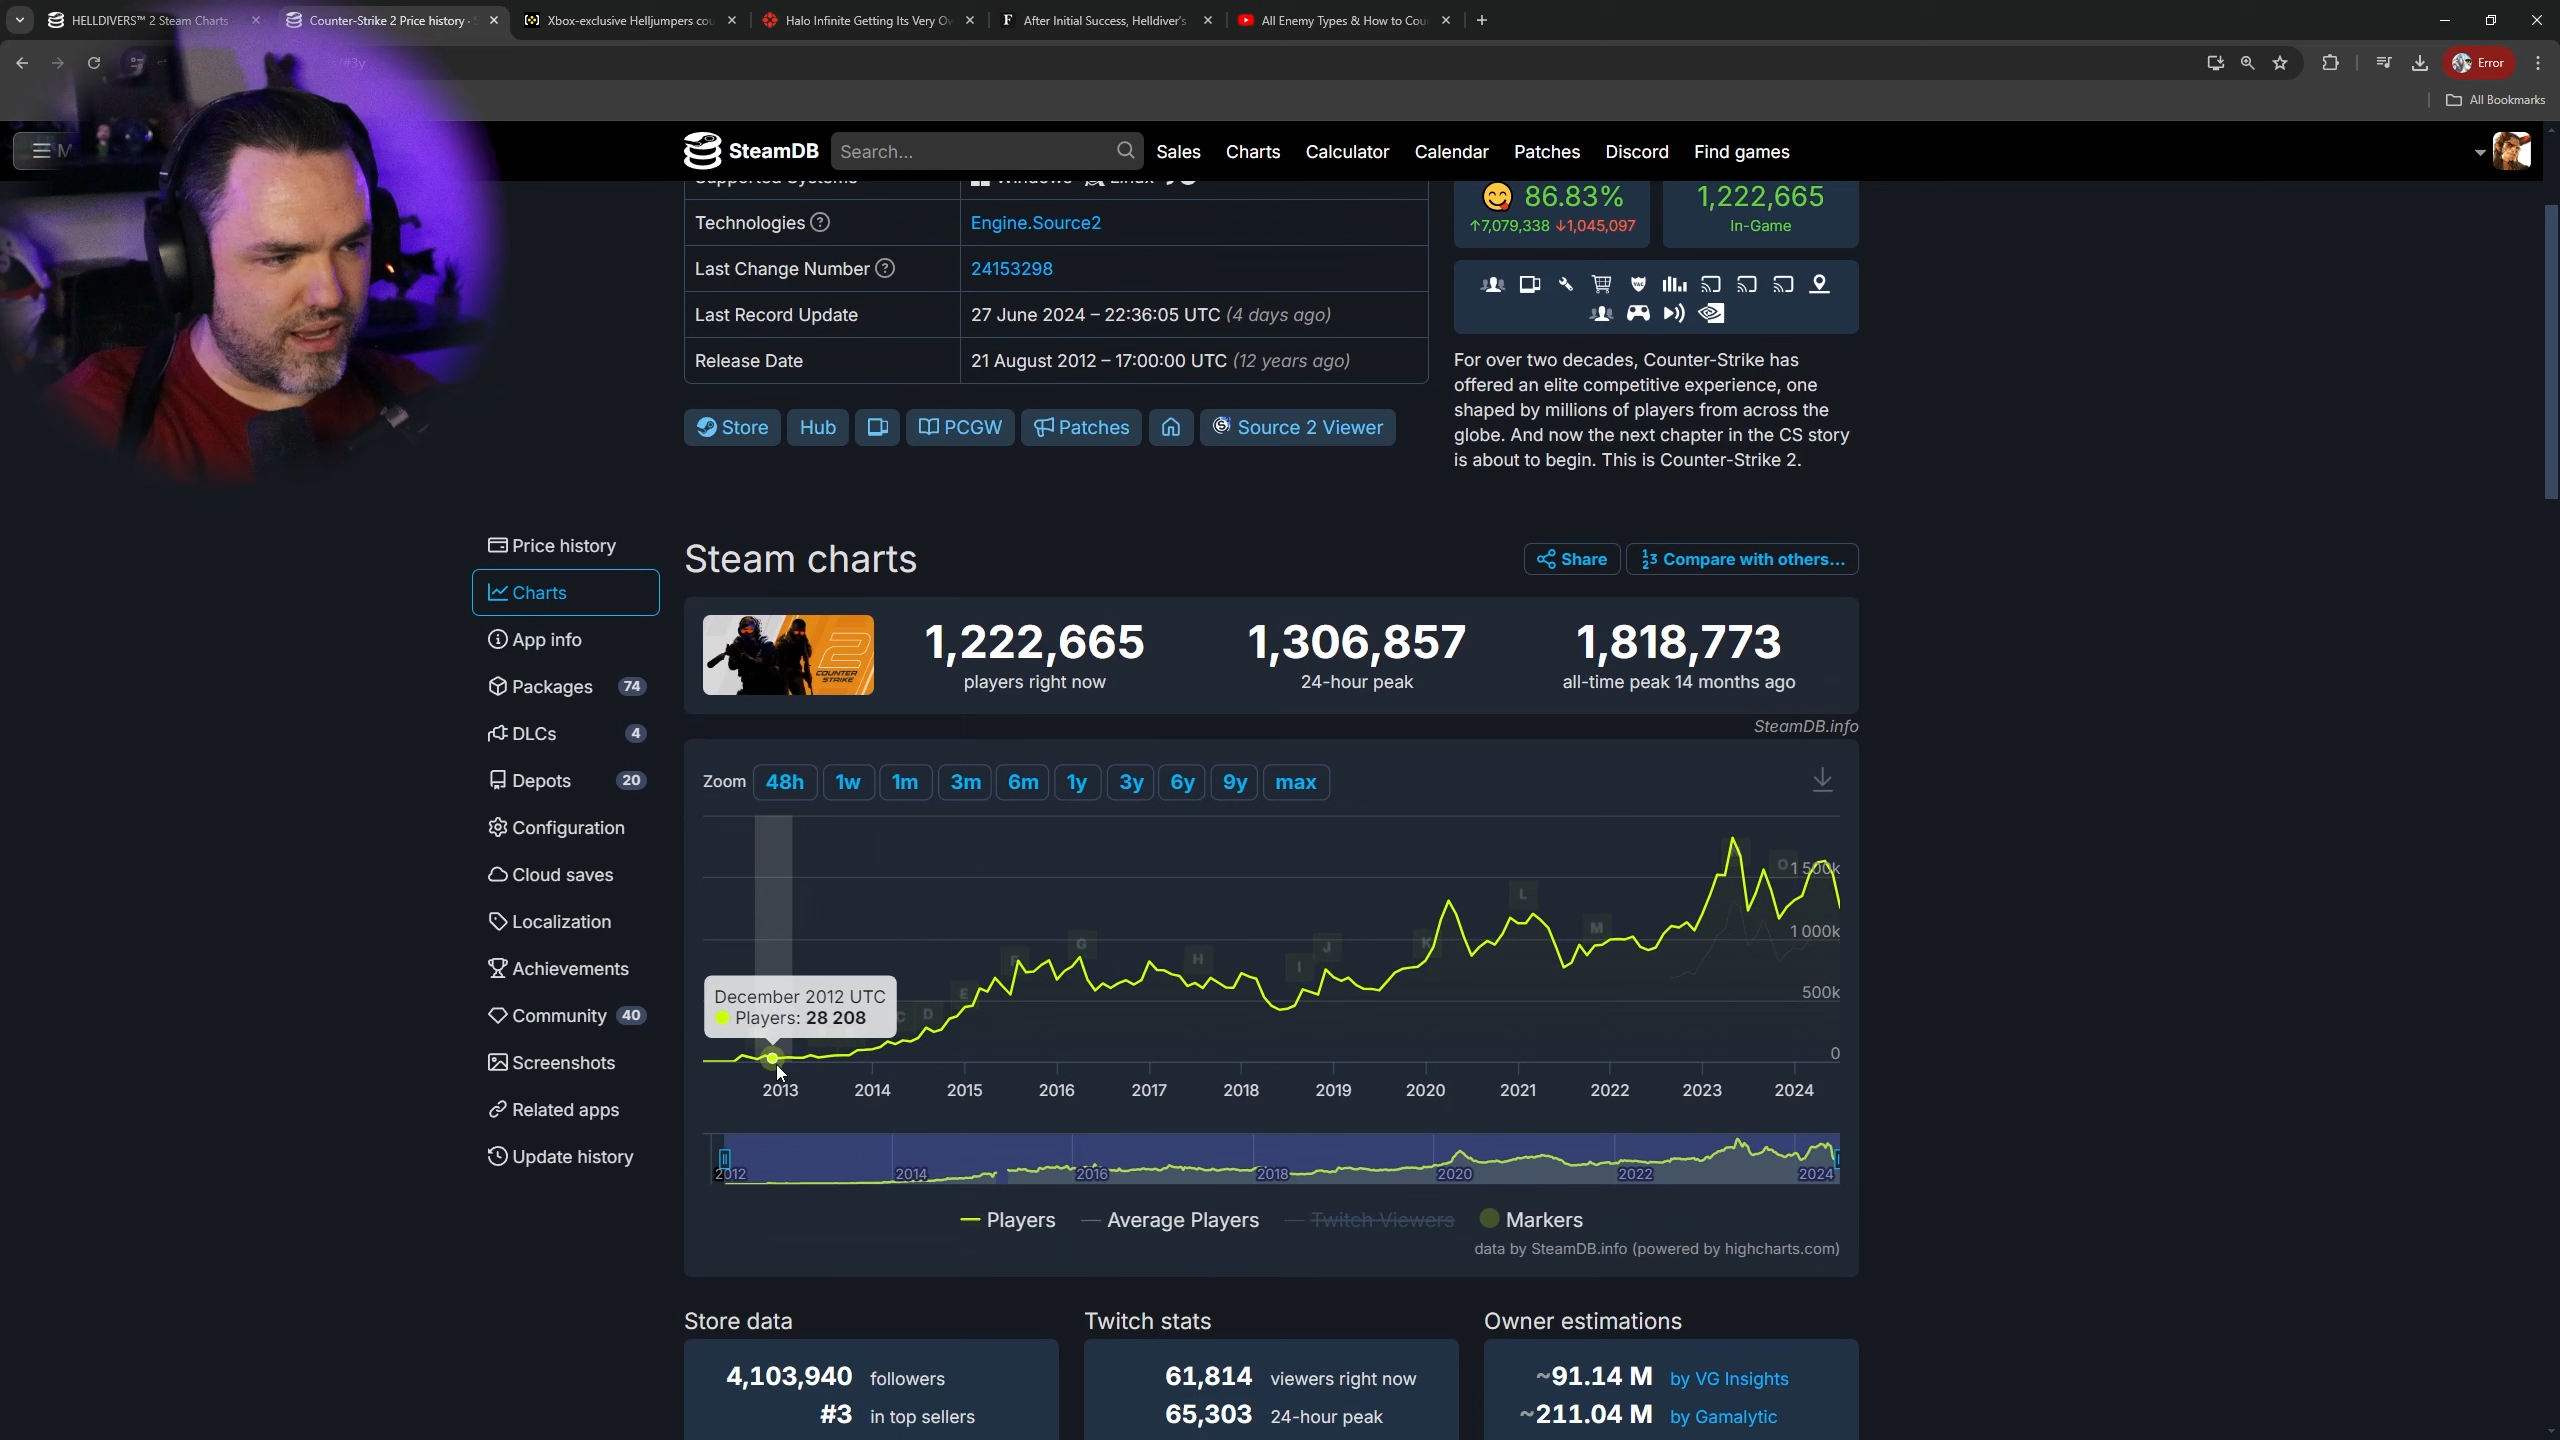 HELLDIVERS™ 2 Steam Charts
Counter-Strike 2 Price history ·
Xbox-exclusive Helljumpers cou
Halo Infinite Getting Its Very O
After Initial Success, Helldiver's
All Enemy Types & How to Cou
/#3y
Error
All Bookmarks
M
SteamDB
Search...
Sales
Charts
Calculator
Calendar
Patches
Discord
Find games
Supported Systems
Windows
Linux
Technologies
Engine.Source2
Last Change Number
24153298
Last Record Update
27 June 2024 – 22:36:05 UTC (4 days ago)
Release Date
21 August 2012 – 17:00:00 UTC (12 years ago)
86.83%
↑7,079,338 ↓1,045,097
1,222,665
In-Game
For over two decades, Counter-Strike has
offered an elite competitive experience, one
shaped by millions of players from across the
globe. And now the next chapter in the CS story
is about to begin. This is Counter-Strike 2.
Store
Hub
PCGW
Patches
Source 2 Viewer
Price history
Charts
App info
Packages 74
DLCs 4
Depots 20
Configuration
Cloud saves
Localization
Achievements
Community 40
Screenshots
Related apps
Update history
Steam charts
Share
Compare with others...
COUNTER
STRIKE
2
1,222,665
players right now
1,306,857
24-hour peak
1,818,773
all-time peak 14 months ago
SteamDB.info
Zoom 48h 1w 1m 3m 6m 1y 3y 6y 9y max
O
1 500k
L
M
1 000k
K
J
G
H
I
F
E
D
C
500k
0
December 2012 UTC
Players: 28 208
2013 2014 2015 2016 2017 2018 2019 2020 2021 2022 2023 2024
2012 2014 2016 2018 2020 2022 2024
Players
Average Players
Twitch Viewers
Markers
data by SteamDB.info (powered by highcharts.com)
Store data
4,103,940 followers
#3 in top sellers
Twitch stats
61,814 viewers right now
65,303 24-hour peak
Owner estimations
~91.14 M by VG Insights
~211.04 M by Gamalytic